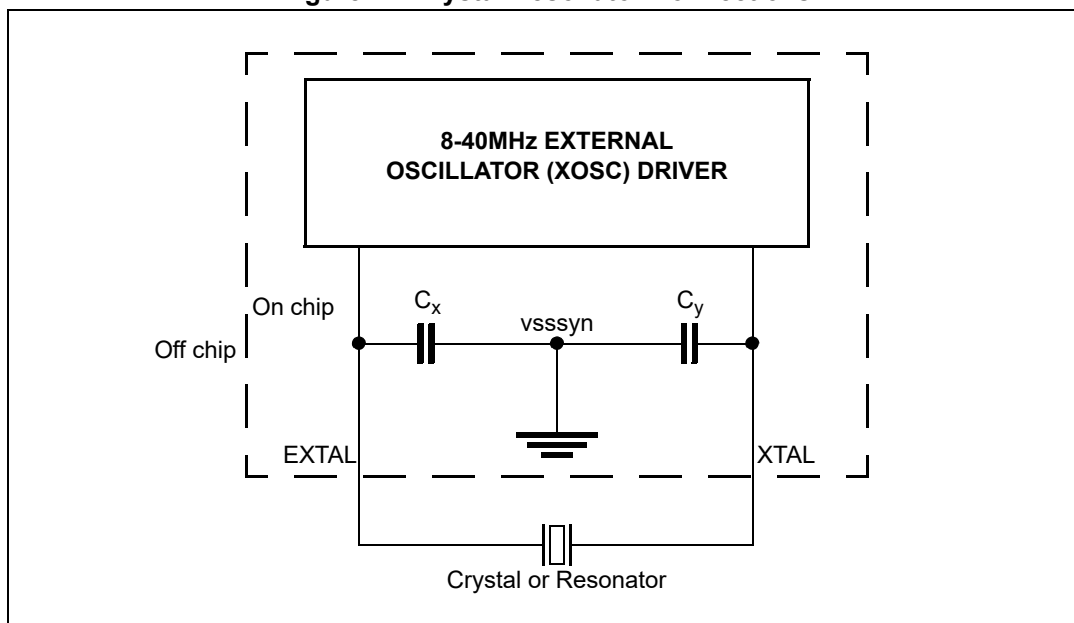 8-40MHz EXTERNAL
OSCILLATOR (XOSC) DRIVER
On chip
Cx
vsssyn
Cy
Off chip
EXTAL
XTAL
Crystal or Resonator